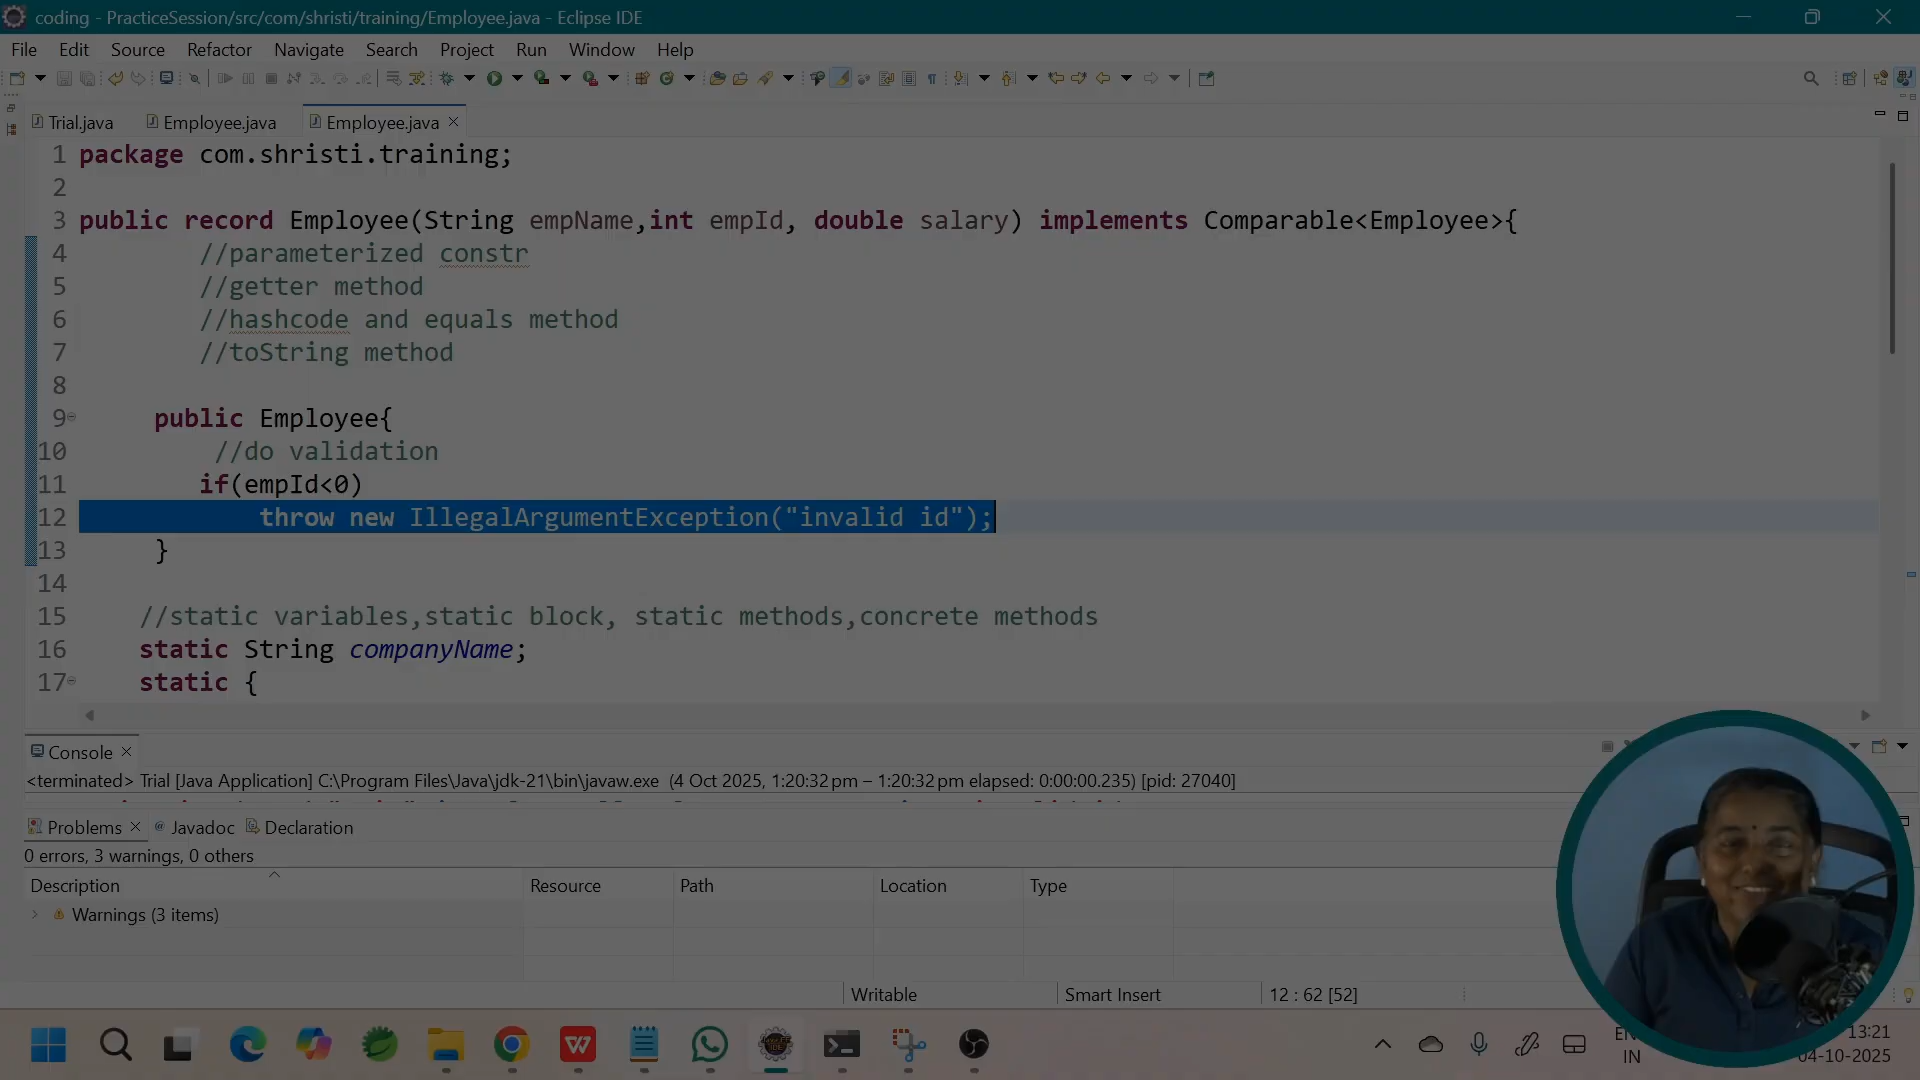 coding - PracticeSession/src/com/shristi/training/Employee.java - Eclipse IDE
File Edit Source Refactor Navigate Search Project Run Window Help
Trial.java Employee.java Employee.java
1 package com.shristi.training;
2
3 public record Employee(String empName,int empId, double salary) implements Comparable<Employee>{
4 //parameterized constr
5 //getter method
6 //hashcode and equals method
7 //toString method
8
9 public Employee{
10 //do validation
11 if(empId<0)
12 throw new IllegalArgumentException("invalid id");
13 }
14
15 //static variables,static block, static methods,concrete methods
16 static String companyName;
17 static {
Console
<terminated> Trial [Java Application] C:\Program Files\Java\jdk-21\bin\javaw.exe (4 Oct 2025, 1:20:32 pm – 1:20:32 pm elapsed: 0:00:00.235) [pid: 27040]
Problems Javadoc Declaration
0 errors, 3 warnings, 0 others
Description Resource Path Location Type
Warnings (3 items)
Writable Smart Insert 12 : 62 [52]
13:21
IN 04-10-2025